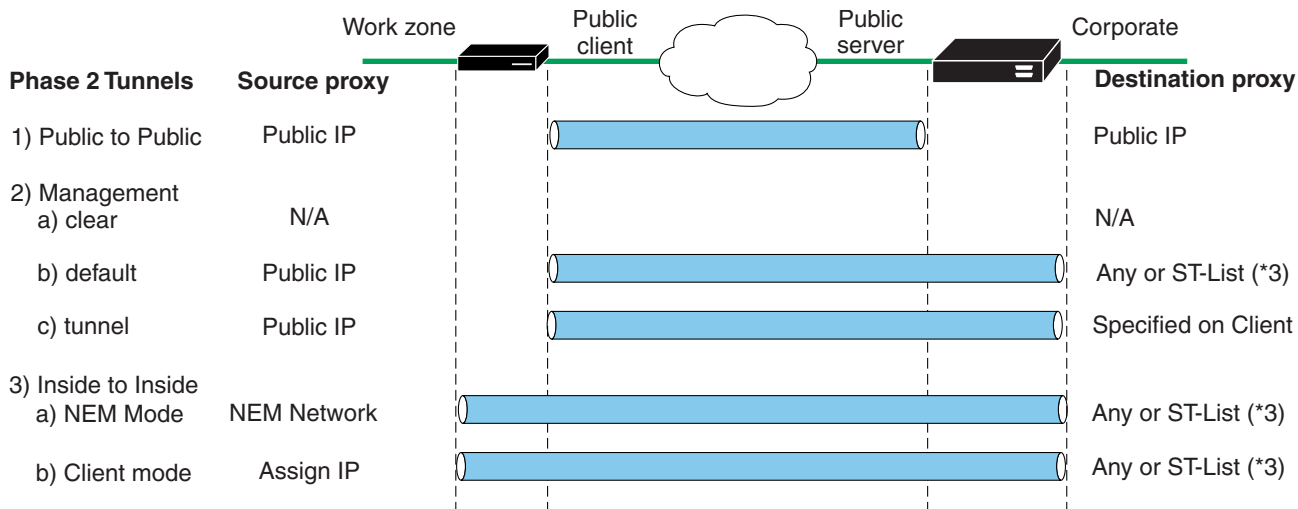 Work zone
Public
client
Public
server
Corporate
Phase 2 Tunnels Source proxy Destination proxy
1) Public to Public Public IP Public IP
2) Management
a) clear N/A N/A
b) default Public IP Any or ST-List (*3)
c) tunnel Public IP Specified on Client
3) Inside to Inside
a) NEM Mode NEM Network Any or ST-List (*3)
b) Client mode Assign IP Any or ST-List (*3)